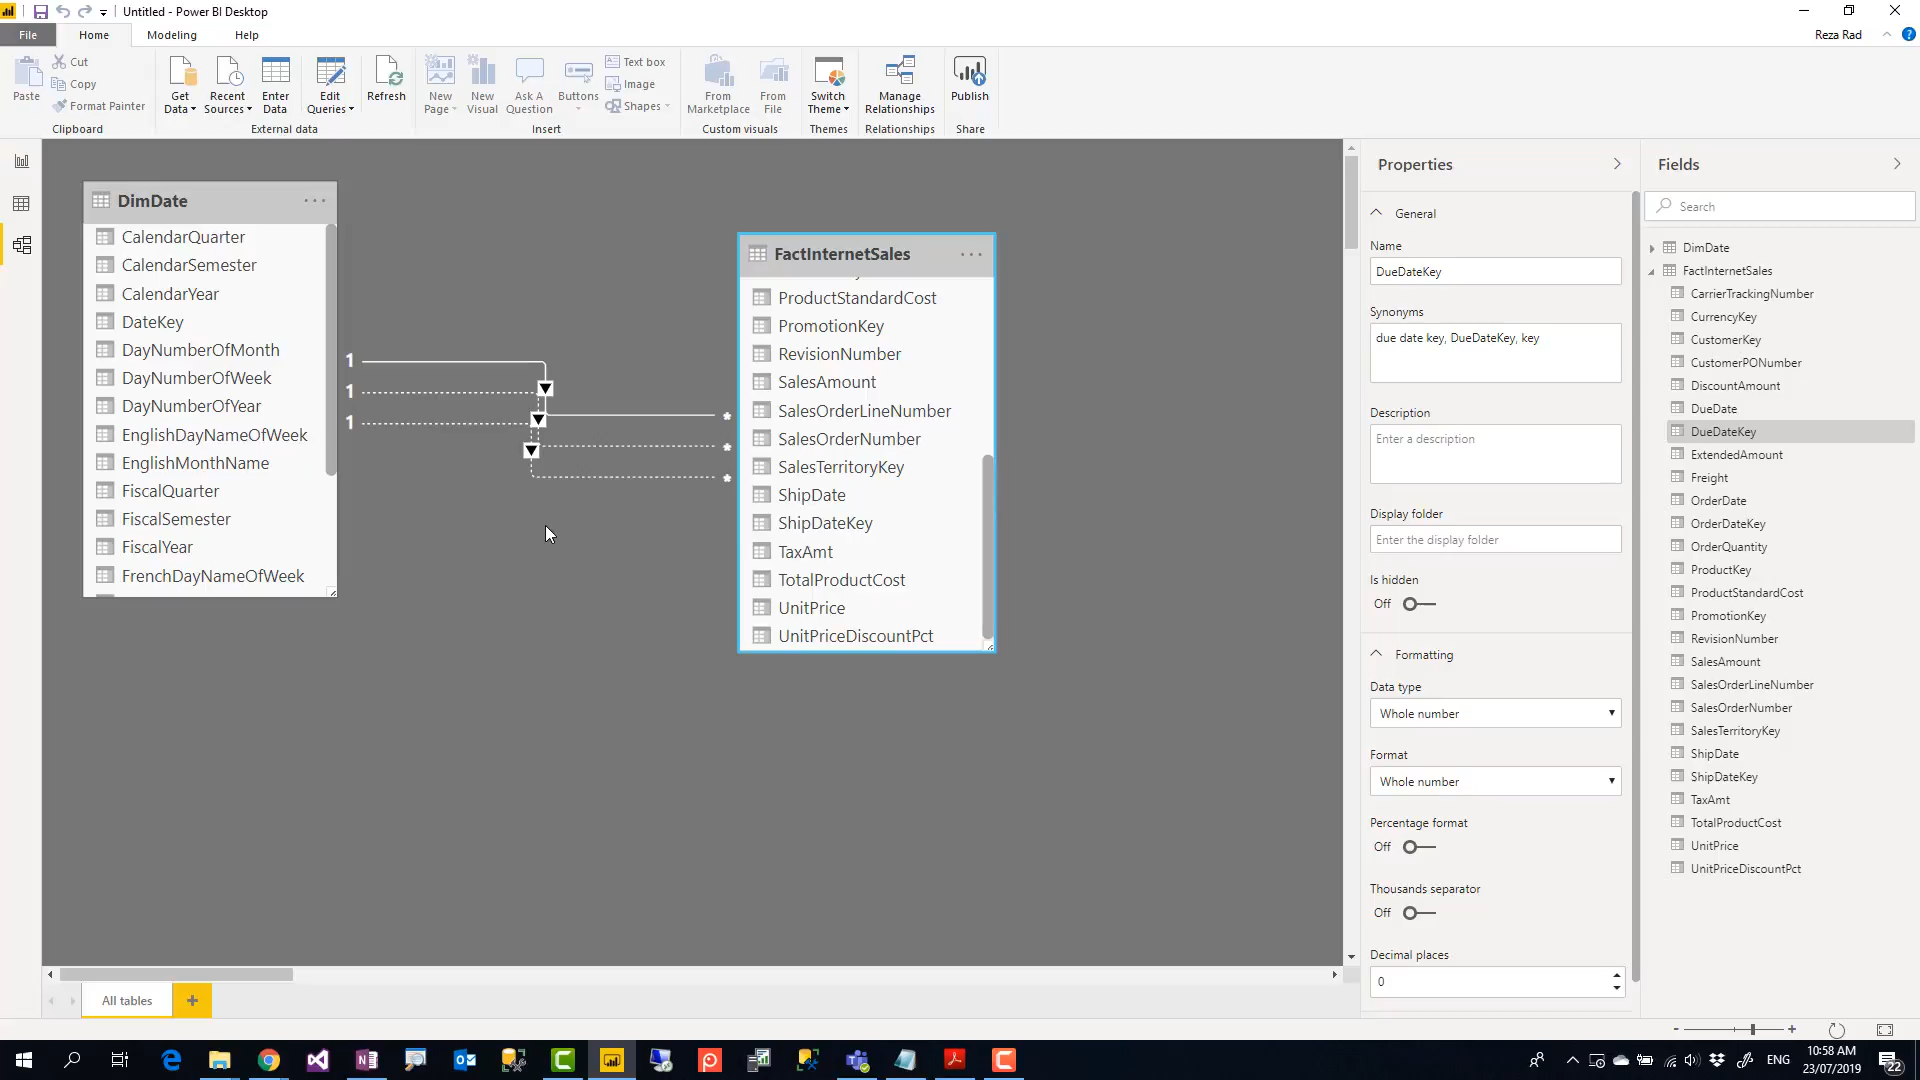 Untitled - Power BI Desktop
File
Home
Modeling
Help
Reza Rad
?
Paste
Cut
Copy
Format Painter
Clipboard
Get
Data
Recent
Sources
Enter
Data
Edit
Queries
Refresh
External data
New
Page
New
Visual
Ask A
Question
Buttons
Text box
Image
Shapes
Insert
From
Marketplace
From
File
Custom visuals
Switch
Theme
Themes
Manage
Relationships
Relationships
Publish
Share
DimDate
CalendarQuarter
CalendarSemester
CalendarYear
DateKey
DayNumberOfMonth
DayNumberOfWeek
DayNumberOfYear
EnglishDayNameOfWeek
EnglishMonthName
FiscalQuarter
FiscalSemester
FiscalYear
FrenchDayNameOfWeek
1
1
1
*
*
*
FactInternetSales
ProductStandardCost
PromotionKey
RevisionNumber
SalesAmount
SalesOrderLineNumber
SalesOrderNumber
SalesTerritoryKey
ShipDate
ShipDateKey
TaxAmt
TotalProductCost
UnitPrice
UnitPriceDiscountPct
Properties
General
Name
DueDateKey
Synonyms
due date key, DueDateKey, key
Description
Enter a description
Display folder
Enter the display folder
Is hidden
Off
Formatting
Data type
Whole number
Format
Whole number
Percentage format
Off
Thousands separator
Off
Decimal places
0
Fields
Search
DimDate
FactInternetSales
CarrierTrackingNumber
CurrencyKey
CustomerKey
CustomerPONumber
DiscountAmount
DueDate
DueDateKey
ExtendedAmount
Freight
OrderDate
OrderDateKey
OrderQuantity
ProductKey
ProductStandardCost
PromotionKey
RevisionNumber
SalesAmount
SalesOrderLineNumber
SalesOrderNumber
SalesTerritoryKey
ShipDate
ShipDateKey
TaxAmt
TotalProductCost
UnitPrice
UnitPriceDiscountPct
All tables
+
- +
ENG
10:58 AM
23/07/2019
22